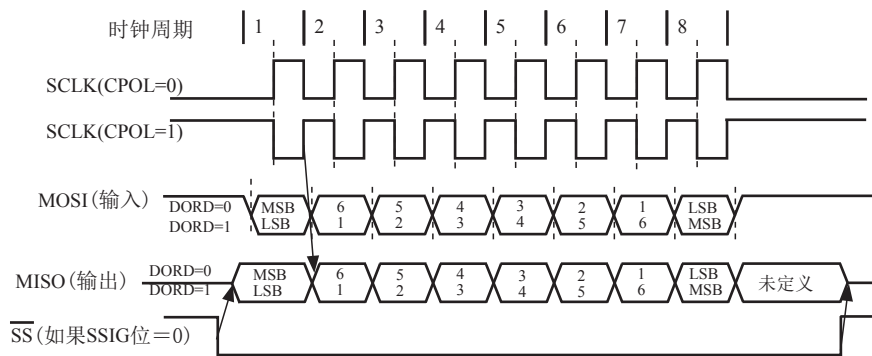 时钟周期 1 2 3 4 5 6 7 8
SCLK(CPOL=0)
SCLK(CPOL=1)
MOSI(输入)
DORD=0 MSB 6 5 4 3 2 1 LSB
DORD=1 LSB 1 2 3 4 5 6 MSB
MISO(输出)
DORD=0 MSB 6 5 4 3 2 1 LSB 未定义
DORD=1 LSB 1 2 3 4 5 6 MSB
SS(如果SSIG位=0)